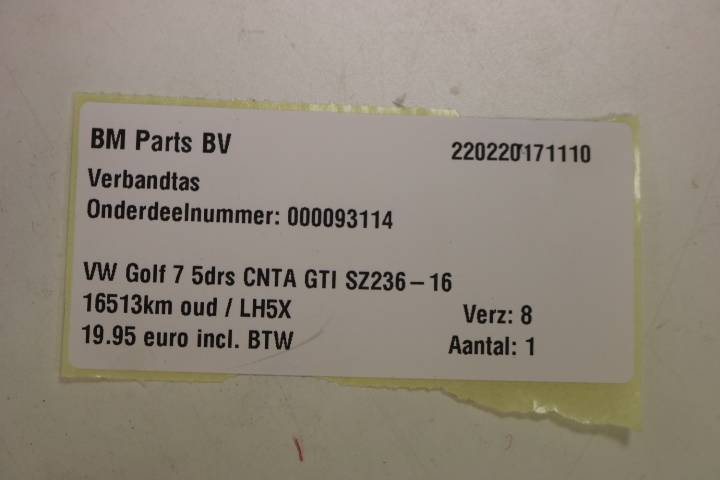 BM Parts BV 220220171110
Verbandtas
Onderdeelnummer: 000093114
VW Golf 7 5drs CNTA GTI SZ236-16
16513km oud / LH5X Verz: 8
19.95 euro incl. BTW Aantal: 1